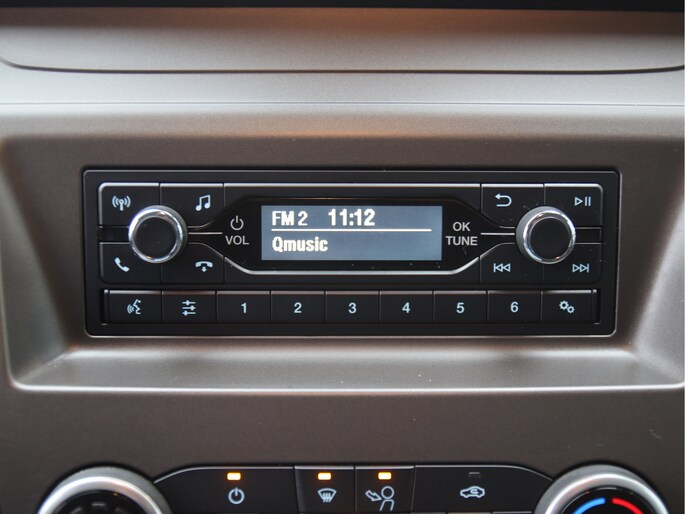 FM 2 11:12
Qmusic
VOL
OK
TUNE
1 2 3 4 5 6